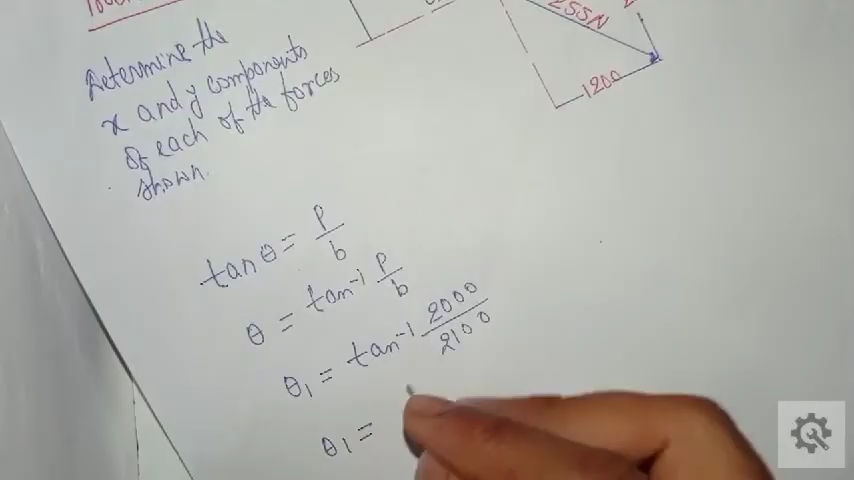 255N
1200
Determine the
x and y components
of each of the forces
shown.
tanθ = P/b
θ = tan⁻¹ P/b
θ₁ = tan⁻¹ 2000/2100
θ₁ =